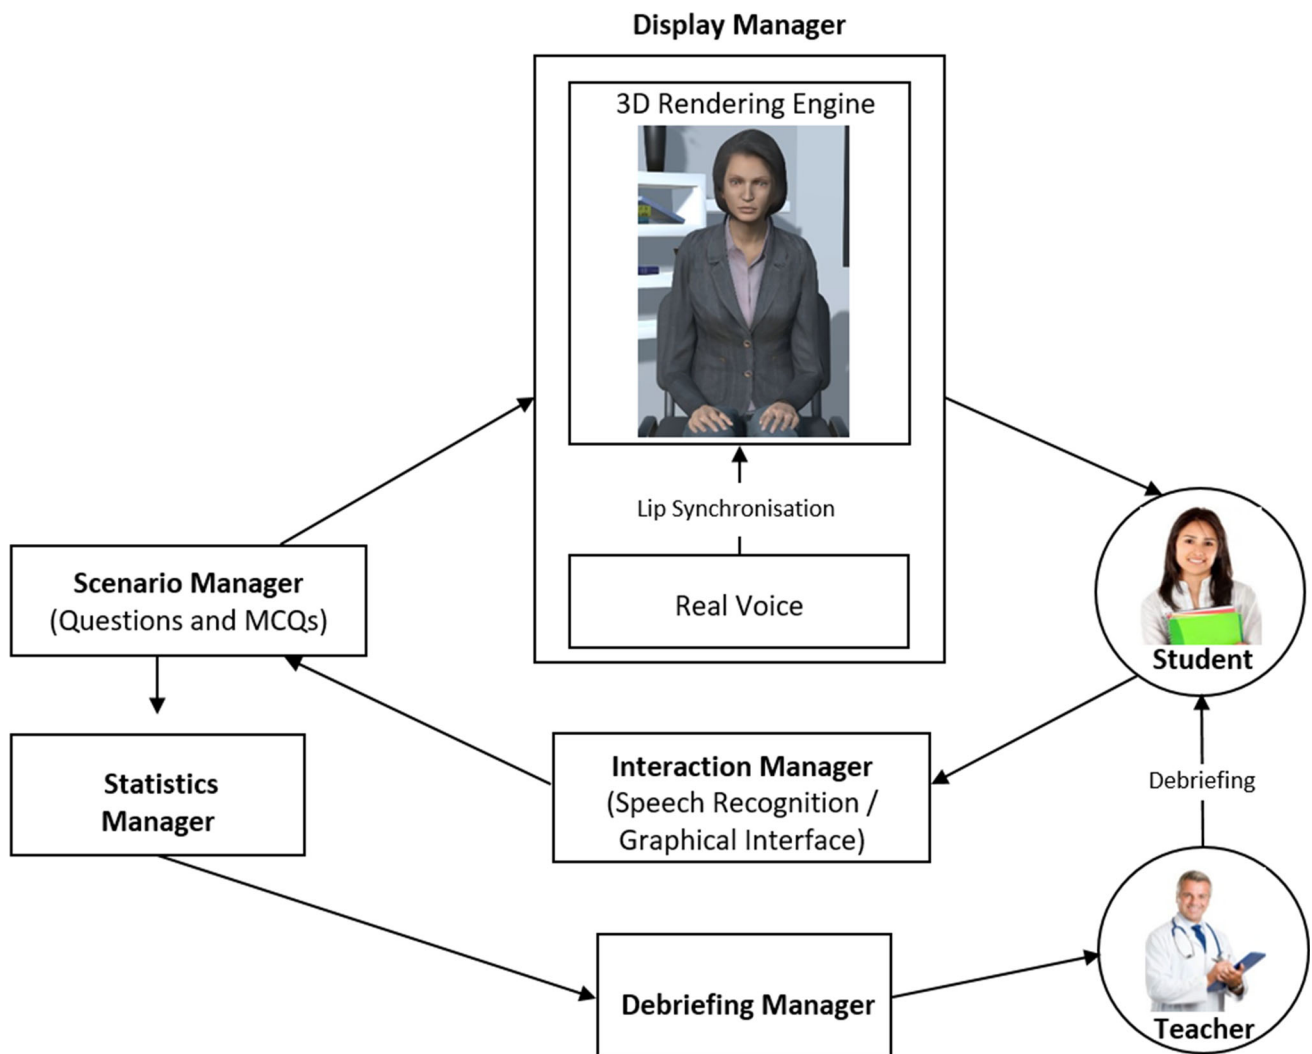 Display Manager
3D Rendering Engine
Lip Synchronisation
Real Voice
Scenario Manager
(Questions and MCQs)
Student
Statistics
Manager
Interaction Manager
(Speech Recognition /
Graphical Interface)
Debriefing
Debriefing Manager
Teacher